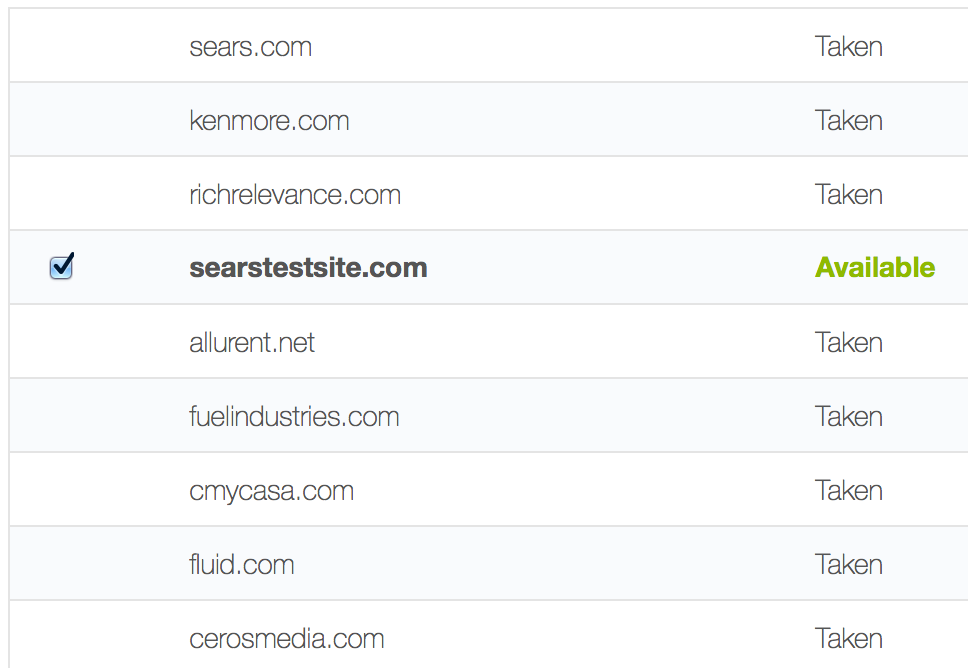 sears.com Taken
kenmore.com Taken
richrelevance.com Taken
searstestsite.com Available
allurent.net Taken
fuelindustries.com Taken
cmycasa.com Taken
fluid.com Taken
cerosmedia.com Taken